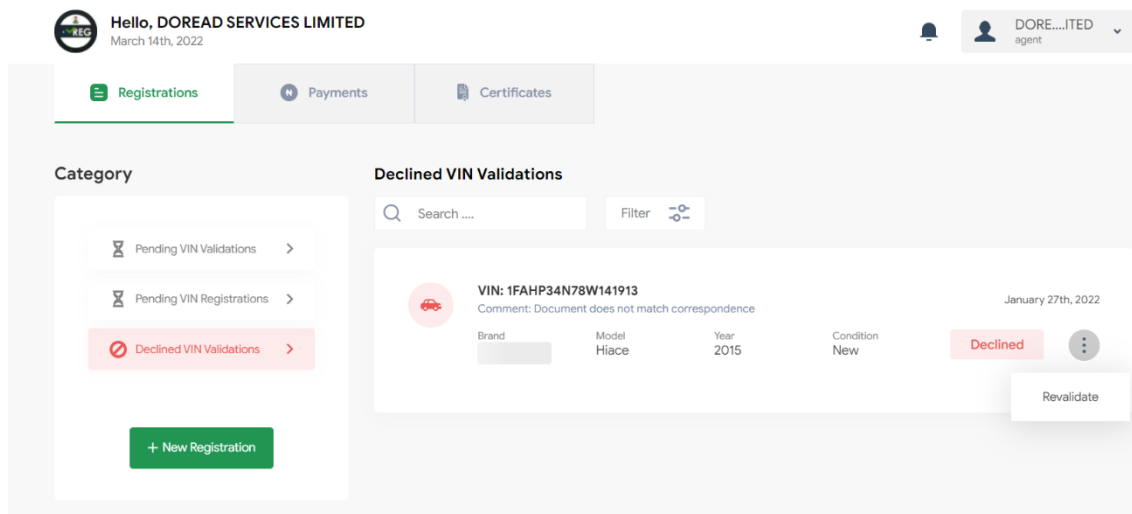 VREG
Hello, DOREAD SERVICES LIMITED
March 14th, 2022
DORE....ITED
agent
Registrations
N Payments
Certificates
Category
Declined VIN Validations
Search ....
Filter
Pending VIN Validations
Pending VIN Registrations
Declined VIN Validations
+ New Registration
VIN: 1FAHP34N78W141913
Comment: Document does not match correspondence
January 27th, 2022
Brand Model Year Condition
Hiace 2015 New
Declined
Revalidate